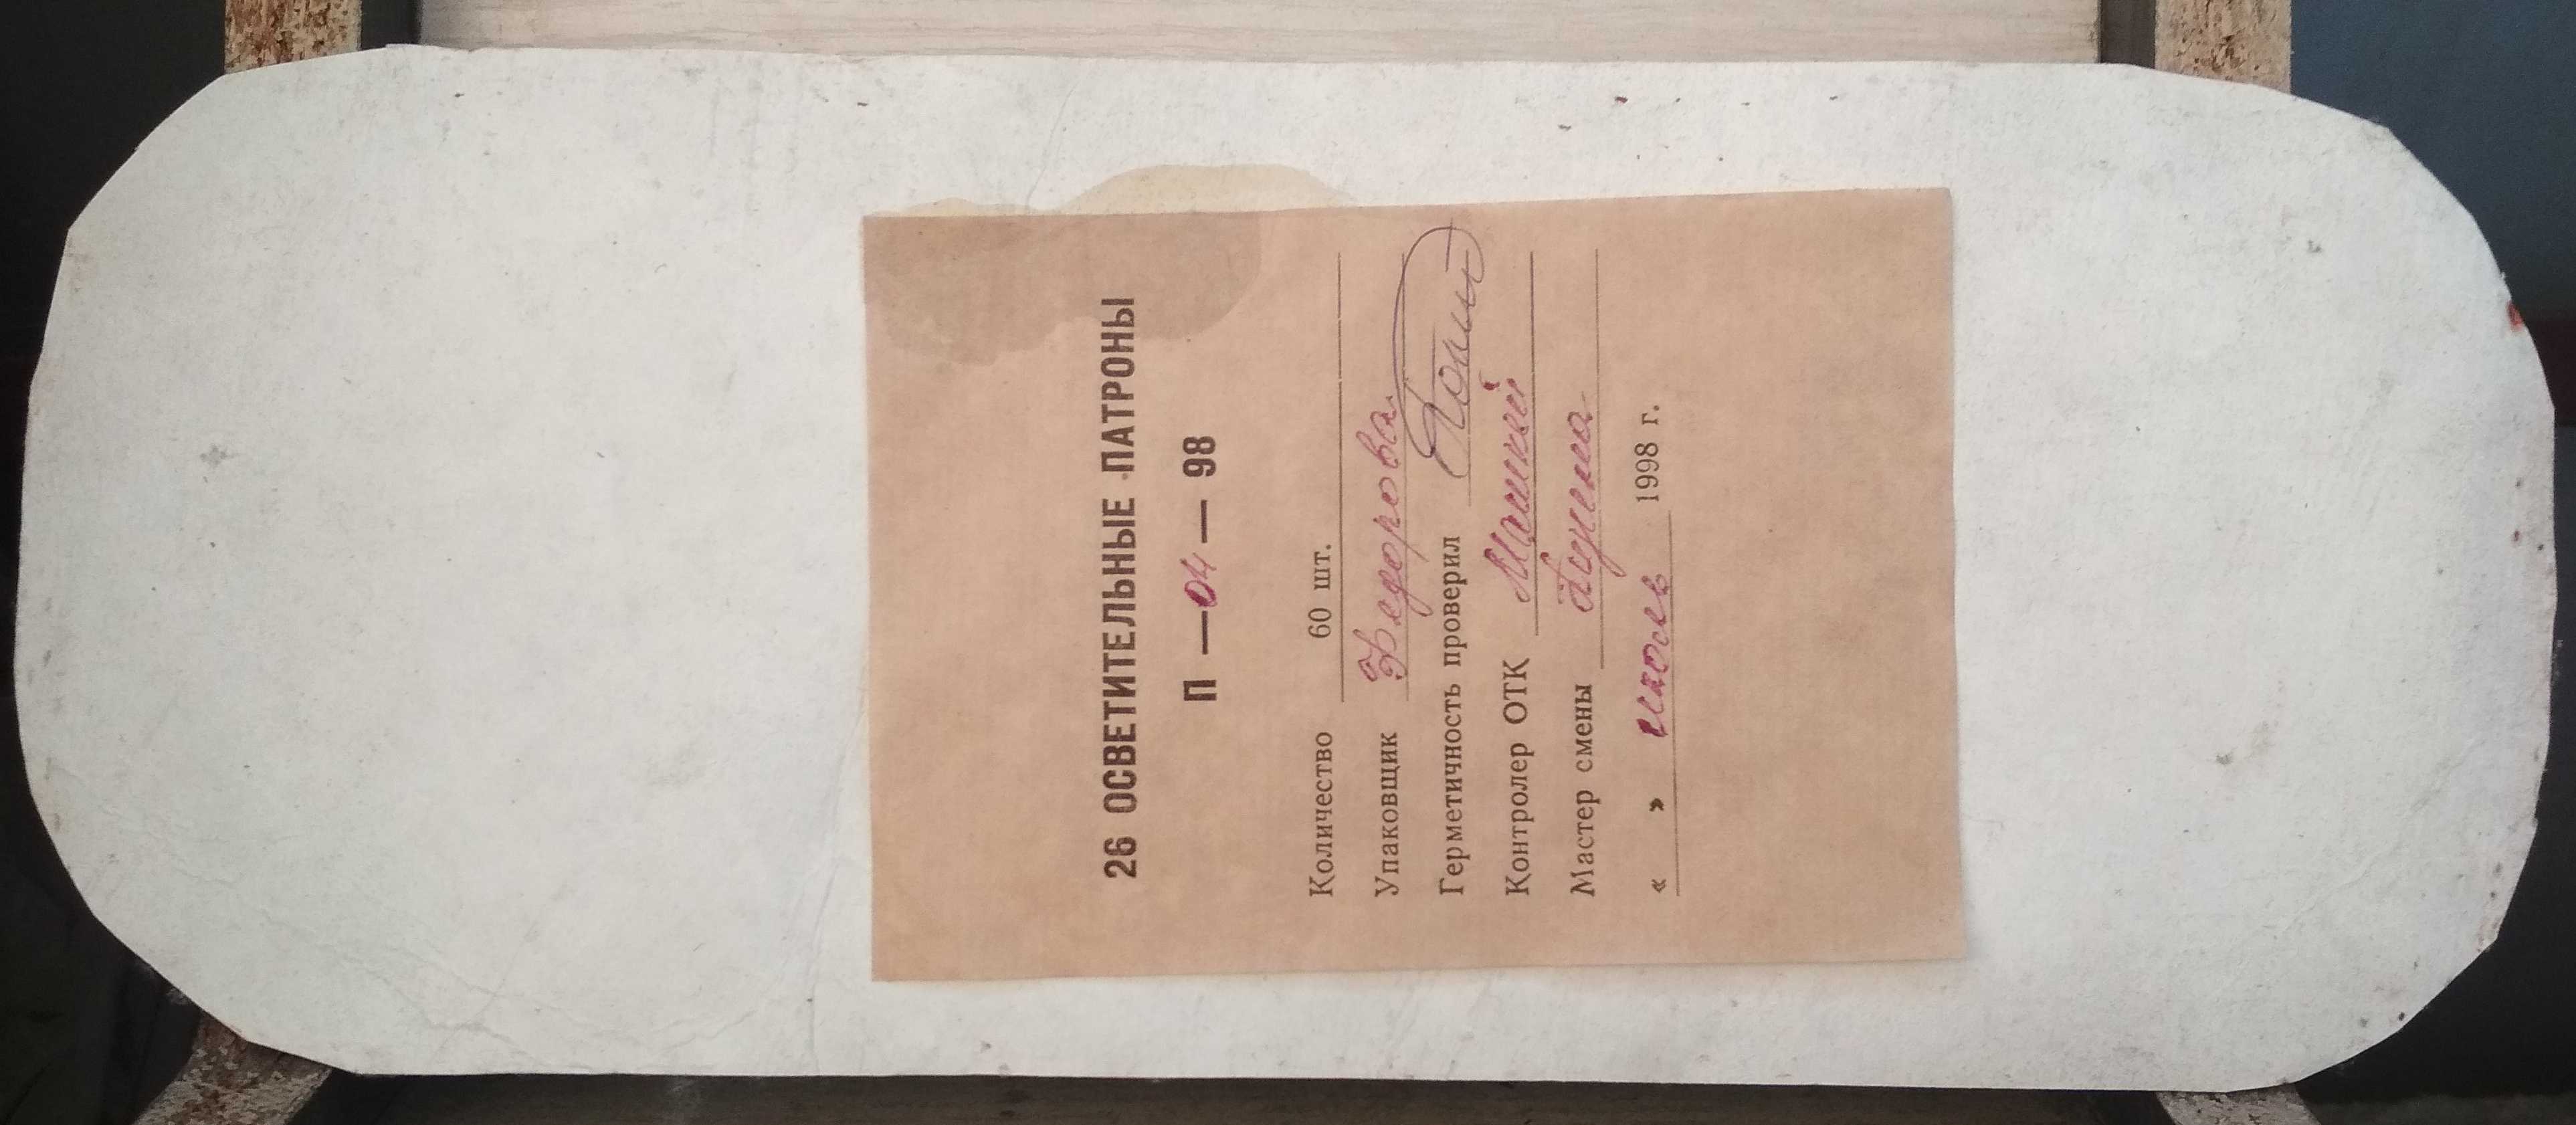 26 ОСВЕТИТЕЛЬНЫЕ ПАТРОНЫ
П — 04 — 98
Количество 60 шт.
Упаковщик Федорова
Герметичность проверил
Контролер ОТК
Мастер смены
« » июль 1998 г.